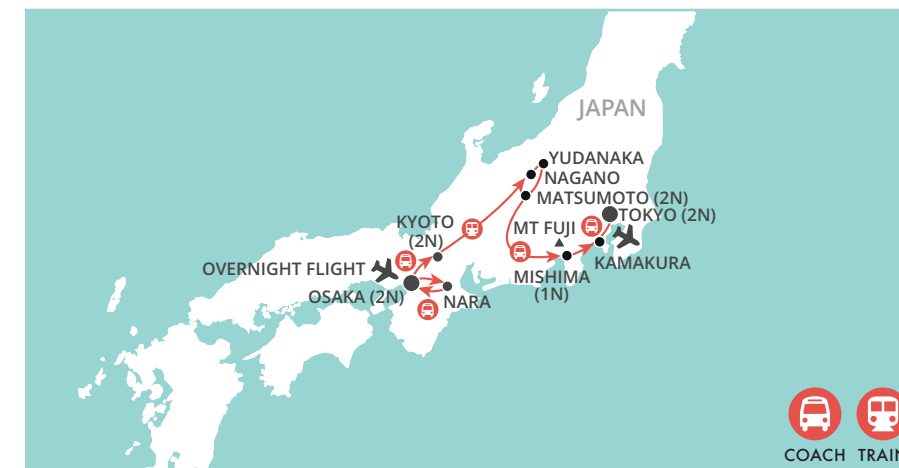 JAPAN
YUDANAKA
NAGANO
MATSUMOTO (2N)
TOKYO (2N)
KYOTO
(2N)
MT FUJI
OVERNIGHT FLIGHT
KAMAKURA
MISHIMA
(1N)
OSAKA (2N)
NARA
COACH TRAIN